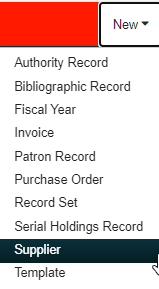 New
Authority Record
Bibliographic Record
Fiscal Year
Invoice
Patron Record
Purchase Order
Record Set
Serial Holdings Record
Supplier
Template